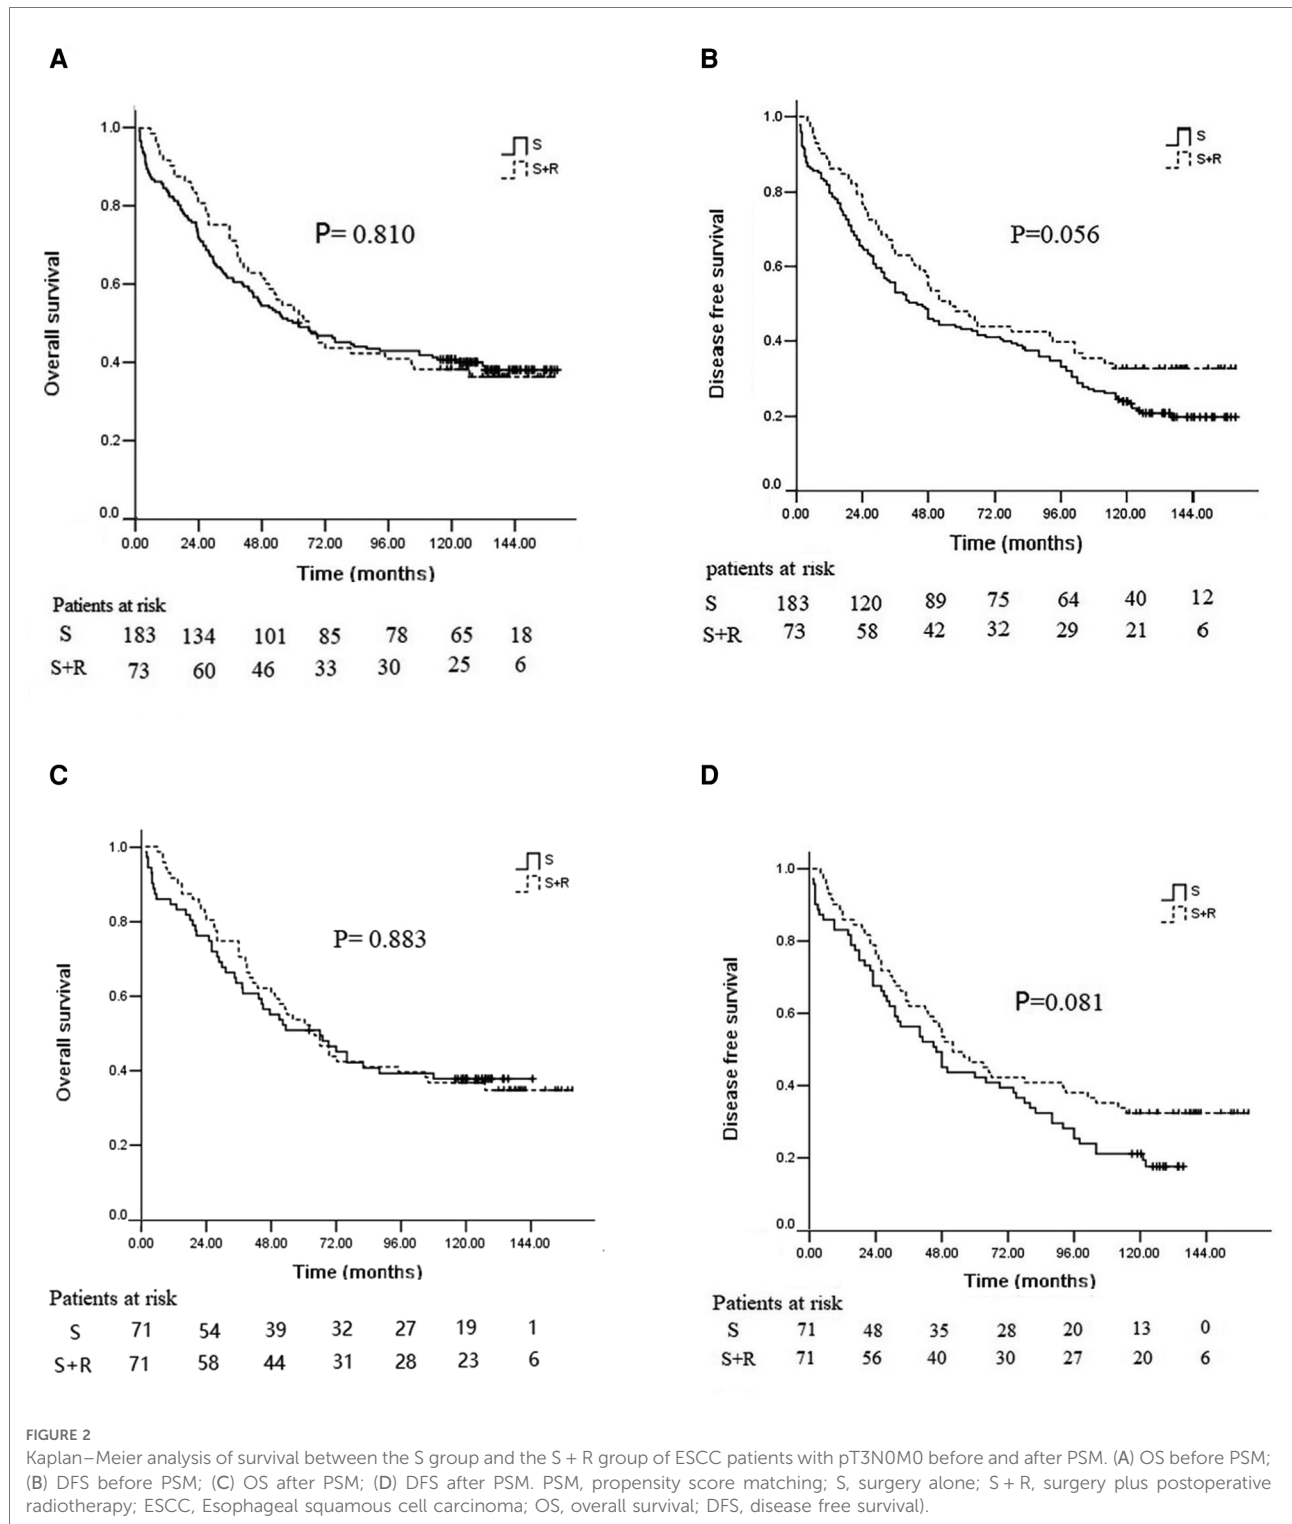 A
1.0
0.8
0.6
0.4
0.2
0.0
Overall survival
S
S+R
P= 0.810
0.00 24.00 48.00 72.00 96.00 120.00 144.00
Time (months)
Patients at risk
S 183 134 101 85 78 65 18
S+R 73 60 46 33 30 25 6
B
1.0
0.8
0.6
0.4
0.2
0.0
Disease free survival
S
S+R
P=0.056
0.00 24.00 48.00 72.00 96.00 120.00 144.00
Time (months)
patients at risk
S 183 120 89 75 64 40 12
S+R 73 58 42 32 29 21 6
C
1.0
0.8
0.6
0.4
0.2
0.0
Overall survival
S
S+R
P= 0.883
0.00 24.00 48.00 72.00 96.00 120.00 144.00
Time (months)
Patients at risk
S 71 54 39 32 27 19 1
S+R 71 58 44 31 28 23 6
D
1.0
0.8
0.6
0.4
0.2
0.0
Disease free survival
S
S+R
P=0.081
0.00 24.00 48.00 72.00 96.00 120.00 144.00
Time (months)
Patients at risk
S 71 48 35 28 20 13 0
S+R 71 56 40 30 27 20 6
FIGURE 2
Kaplan–Meier analysis of survival between the S group and the S + R group of ESCC patients with pT3N0M0 before and after PSM. (A) OS before PSM;
(B) DFS before PSM; (C) OS after PSM; (D) DFS after PSM. PSM, propensity score matching; S, surgery alone; S + R, surgery plus postoperative
radiotherapy; ESCC, Esophageal squamous cell carcinoma; OS, overall survival; DFS, disease free survival).